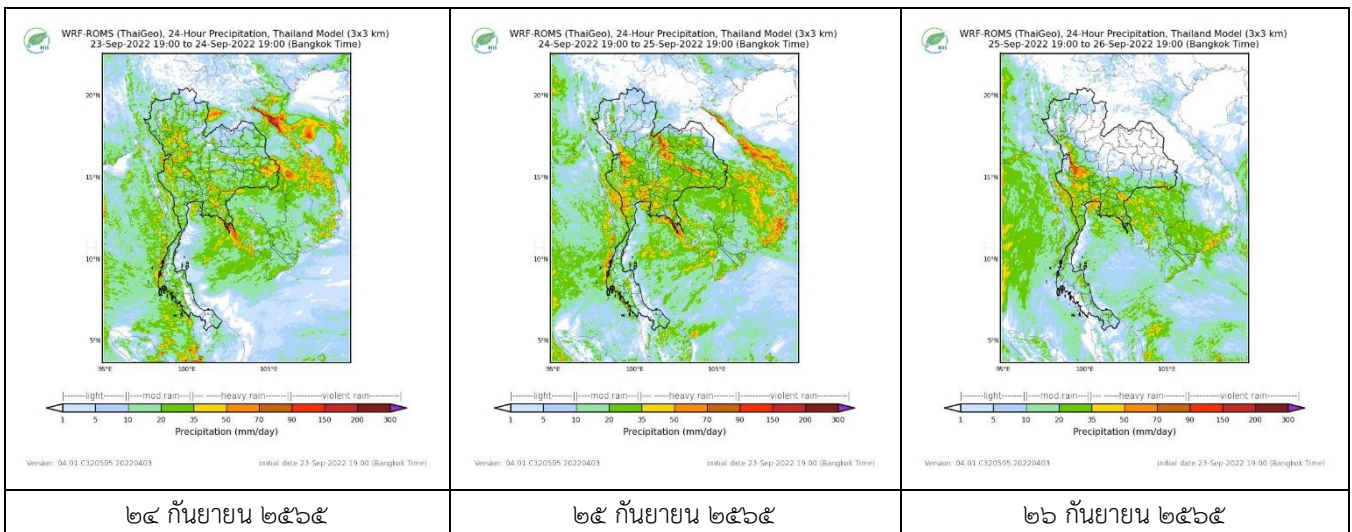 WRF-ROMS (ThaiGeo), 24-Hour Precipitation, Thailand Model (3x3 km)
23-Sep-2022 19:00 to 24-Sep-2022 19:00 (Bangkok Time)
20°N
15°N
10°N
5°N
95°E 100°E 105°E
|------light----||---mod rain---||--- heavy rain----||------violent rain----|
1 5 10 20 35 50 70 90 150 200 300
Precipitation (mm/day)
Version: 04.01.C320505.20220403 initial date 23-Sep-2022 19:00 (Bangkok Time)
๒๔ กันยายน ๒๕๖๕
WRF-ROMS (ThaiGeo), 24-Hour Precipitation, Thailand Model (3x3 km)
24-Sep-2022 19:00 to 25-Sep-2022 19:00 (Bangkok Time)
20°N
15°N
10°N
5°N
95°E 100°E 105°E
|------light----||---mod rain---||--- heavy rain----||------violent rain----|
1 5 10 20 35 50 70 90 150 200 300
Precipitation (mm/day)
Version: 04.01.C320505.20220403 initial date 23-Sep-2022 19:00 (Bangkok Time)
๒๕ กันยายน ๒๕๖๕
WRF-ROMS (ThaiGeo), 24-Hour Precipitation, Thailand Model (3x3 km)
25-Sep-2022 19:00 to 26-Sep-2022 19:00 (Bangkok Time)
20°N
15°N
10°N
5°N
95°E 100°E 105°E
|------light----||---mod rain---||--- heavy rain----||------violent rain----|
1 5 10 20 35 50 70 90 150 200 300
Precipitation (mm/day)
Version: 04.01.C320505.20220403 initial date 23-Sep-2022 19:00 (Bangkok Time)
๒๖ กันยายน ๒๕๖๕